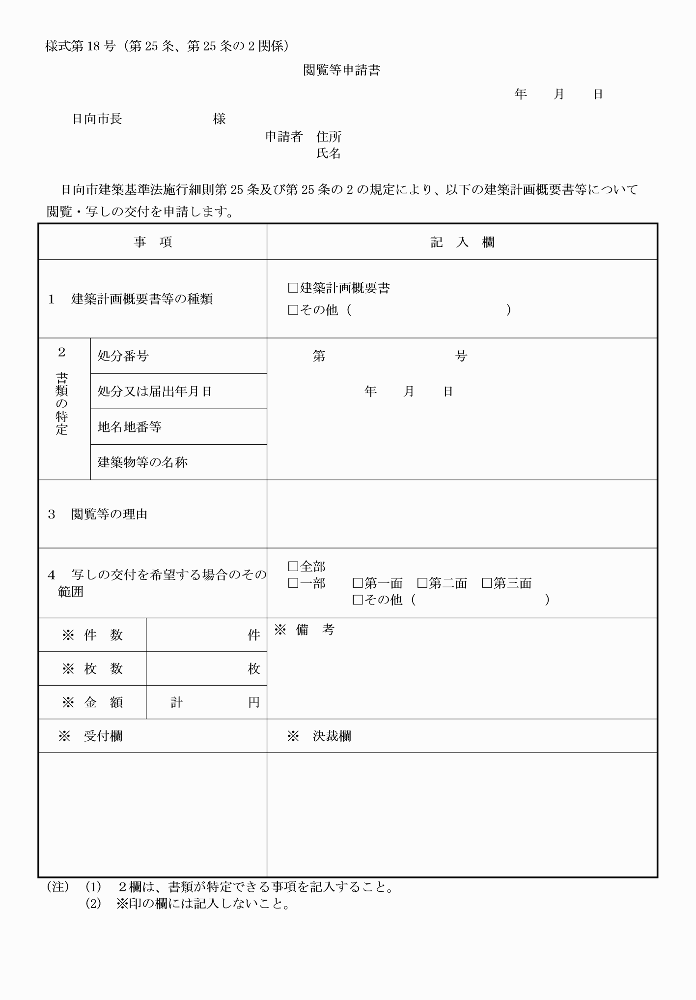 様式第 18 号（第 25 条、第 25 条の 2 関係）
閲覧等申請書
年　　月　　日
日向市長　　　　　　　様
申請者　住所
氏名
日向市建築基準法施行細則第 25 条及び第 25 条の 2 の規定により、以下の建築計画概要書等について
閲覧・写しの交付を申請します。
事　項
記　入　欄
１　建築計画概要書等の種類
□建築計画概要書
□その他（　　　　　　　　　　　　）
２　書類の特定
処分番号
第　　　　　　　　　　号
処分又は届出年月日
年　　月　　日
地名地番等
建築物等の名称
３　閲覧等の理由
４　写しの交付を希望する場合のその
範囲
□全部
□一部　　□第一面　□第二面　□第三面
□その他（　　　　　　　　　　）
※ 件　数
件
※ 備　考
※ 枚　数
枚
※ 金　額
計　　　　　円
※　受付欄
※　決裁欄
（注）（1）　２欄は、書類が特定できる事項を記入すること。
（2）　※印の欄には記入しないこと。